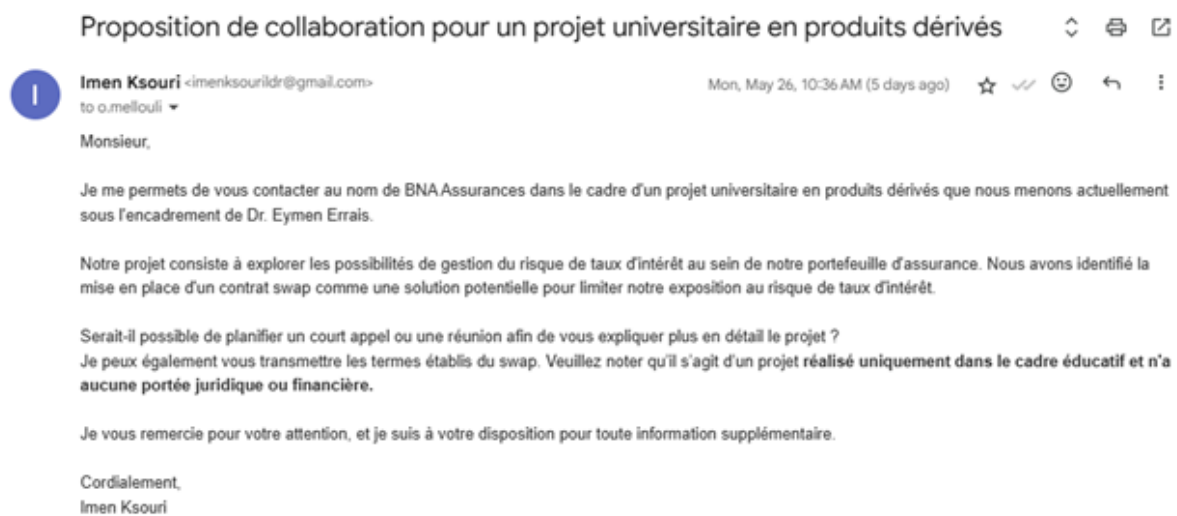 Proposition de collaboration pour un projet universitaire en produits dérivés
I
Imen Ksouri <imenksourildr@gmail.com>
Mon, May 26, 10:36 AM (5 days ago)
to o.mellouli
Monsieur,
Je me permets de vous contacter au nom de BNA Assurances dans le cadre d'un projet universitaire en produits dérivés que nous menons actuellement
sous l'encadrement de Dr. Eymen Errais.
Notre projet consiste à explorer les possibilités de gestion du risque de taux d'intérêt au sein de notre portefeuille d'assurance. Nous avons identifié la
mise en place d'un contrat swap comme une solution potentielle pour limiter notre exposition au risque de taux d'intérêt.
Serait-il possible de planifier un court appel ou une réunion afin de vous expliquer plus en détail le projet ?
Je peux également vous transmettre les termes établis du swap. Veuillez noter qu'il s'agit d'un projet réalisé uniquement dans le cadre éducatif et n'a
aucune portée juridique ou financière.
Je vous remercie pour votre attention, et je suis à votre disposition pour toute information supplémentaire.
Cordialement,
Imen Ksouri